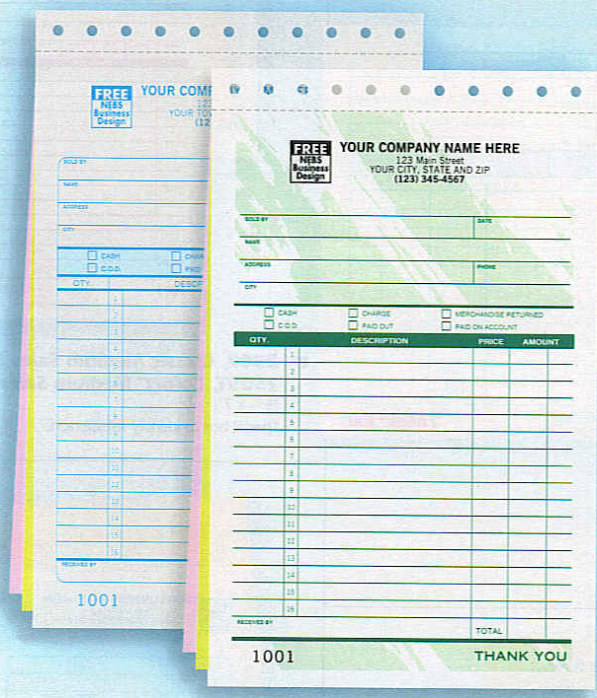 FREE
NEBS
Business
Design
YOUR COMP
YOUR TOW
(12
SOLD BY
NAME
ADDRESS
CITY
CASH
CHAR
C.O.D.
PAID
QTY.
DESCR
1
2
3
4
5
6
7
8
9
10
11
12
13
14
15
16
RECEIVED BY
1001
FREE
NEBS
Business
Design
YOUR COMPANY NAME HERE
123 Main Street
YOUR CITY, STATE AND ZIP
(123) 345-4567
SOLD BY DATE
NAME
ADDRESS PHONE
CITY
CASH CHARGE MERCHANDISE RETURNED
C.O.D. PAID OUT PAID ON ACCOUNT
QTY. DESCRIPTION PRICE AMOUNT
1
2
3
4
5
6
7
8
9
10
11
12
13
14
15
16
RECEIVED BY TOTAL
1001 THANK YOU